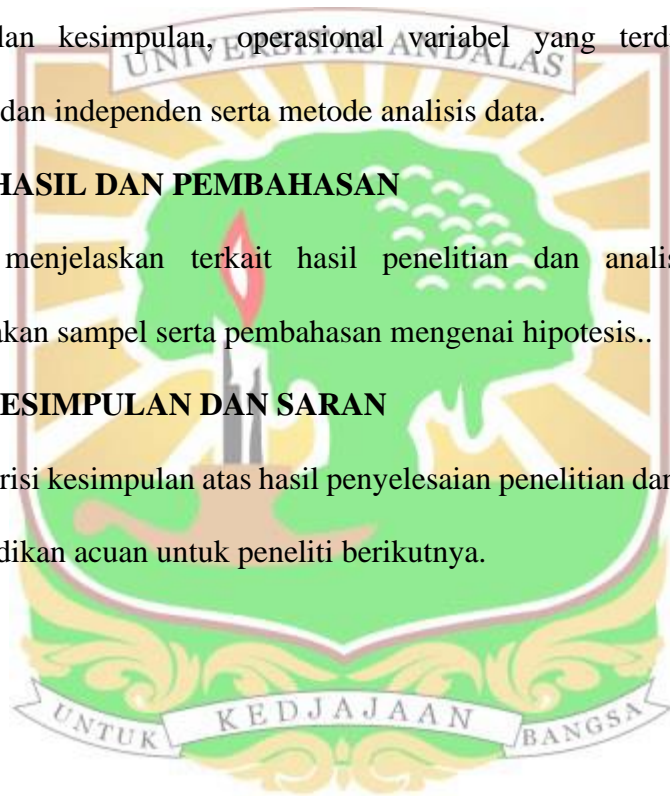 lan kesimpulan, operasional variabel yang terd
UNIVERSITAS ANDALAS
dan independen serta metode analisis data.
HASIL DAN PEMBAHASAN
menjelaskan terkait hasil penelitian dan analis
akan sampel serta pembahasan mengenai hipotesis..
ESIMPULAN DAN SARAN
risi kesimpulan atas hasil penyelesaian penelitian dan
dikan acuan untuk peneliti berikutnya.
UNTUK KEDJAJAAN BANGSA